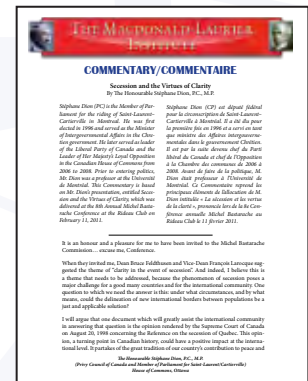 The Macdonald Laurier
Institute
COMMENTARY/COMMENTAIRE
Secession and the Virtues of Clarity
By The Honourable Stéphane Dion, P.C., M.P.
Stéphane Dion (PC) is the Member of Par-
liament for the riding of Saint-Laurent-
Cartierville in Montreal. He was first
elected in 1996 and served as the Minister
of Intergovernmental Affairs in the Chre-
tien government. He later served as leader
of the Liberal Party of Canada and the
Leader of Her Majesty's Loyal Opposition
in the Canadian House of Commons from
2006 to 2008. Prior to entering politics,
Mr. Dion was a professor at the Université
de Montréal. This Commentary is based
on Mr. Dion's presentation, entitled Seces-
sion and the Virtues of Clarity, which was
delivered at the 8th Annual Michel Basta-
rache Conference at the Rideau Club on
February 11, 2011.
Stéphane Dion (CP) est député fédéral
pour la circonscription de Saint-Laurent-
Cartierville à Montréal. Il a été élu pour
la première fois en 1996 et a servi en tant
que ministre des Affaires intergouverne-
mentales dans le gouvernement Chrétien.
Il est par la suite devenu chef du Parti
libéral du Canada et chef de l'Opposition
à la Chambre des communes de 2006 à
2008. Avant de faire de la politique, M.
Dion était professeur à l'Université de
Montréal. Ce Commentaire reprend les
principaux éléments de l'allocution de M.
Dion intitulée « La sécession et les vertus
de la clarté », prononcée lors de la 8e Con-
férence annuelle Michel Bastarache au
Rideau Club le 11 février 2011.
It is an honour and a pleasure for me to have been invited to the Michel Bastarache
Commission… excuse me, Conference.
When they invited me, Dean Bruce Feldthusen and Vice-Dean François Larocque sug-
gested the theme of "clarity in the event of secession". And indeed, I believe this is
a theme that needs to be addressed, because the phenomenon of secession poses a
major challenge for a good many countries and for the international community. One
question to which we need the answer is this: under what circumstances, and by what
means, could the delineation of new international borders between populations be a
just and applicable solution?
I will argue that one document which will greatly assist the international community
in answering that question is the opinion rendered by the Supreme Court of Canada
on August 20, 1998 concerning the Reference on the secession of Quebec. This opin-
ion, a turning point in Canadian history, could have a positive impact at the interna-
tional level. It partakes of the great tradition of our country's contribution to peace and
The Honourable Stéphane Dion, P.C., M.P.
(Privy Council of Canada and Member of Parliament for Saint-Laurent/Cartierville)
House of Commons, Ottawa